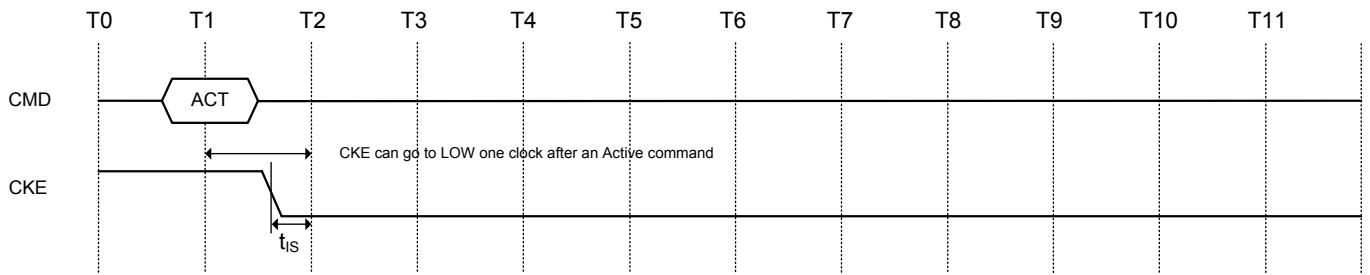 T0 T1 T2 T3 T4 T5 T6 T7 T8 T9 T10 T11
CMD ACT
CKE can go to LOW one clock after an Active command
CKE
tIS